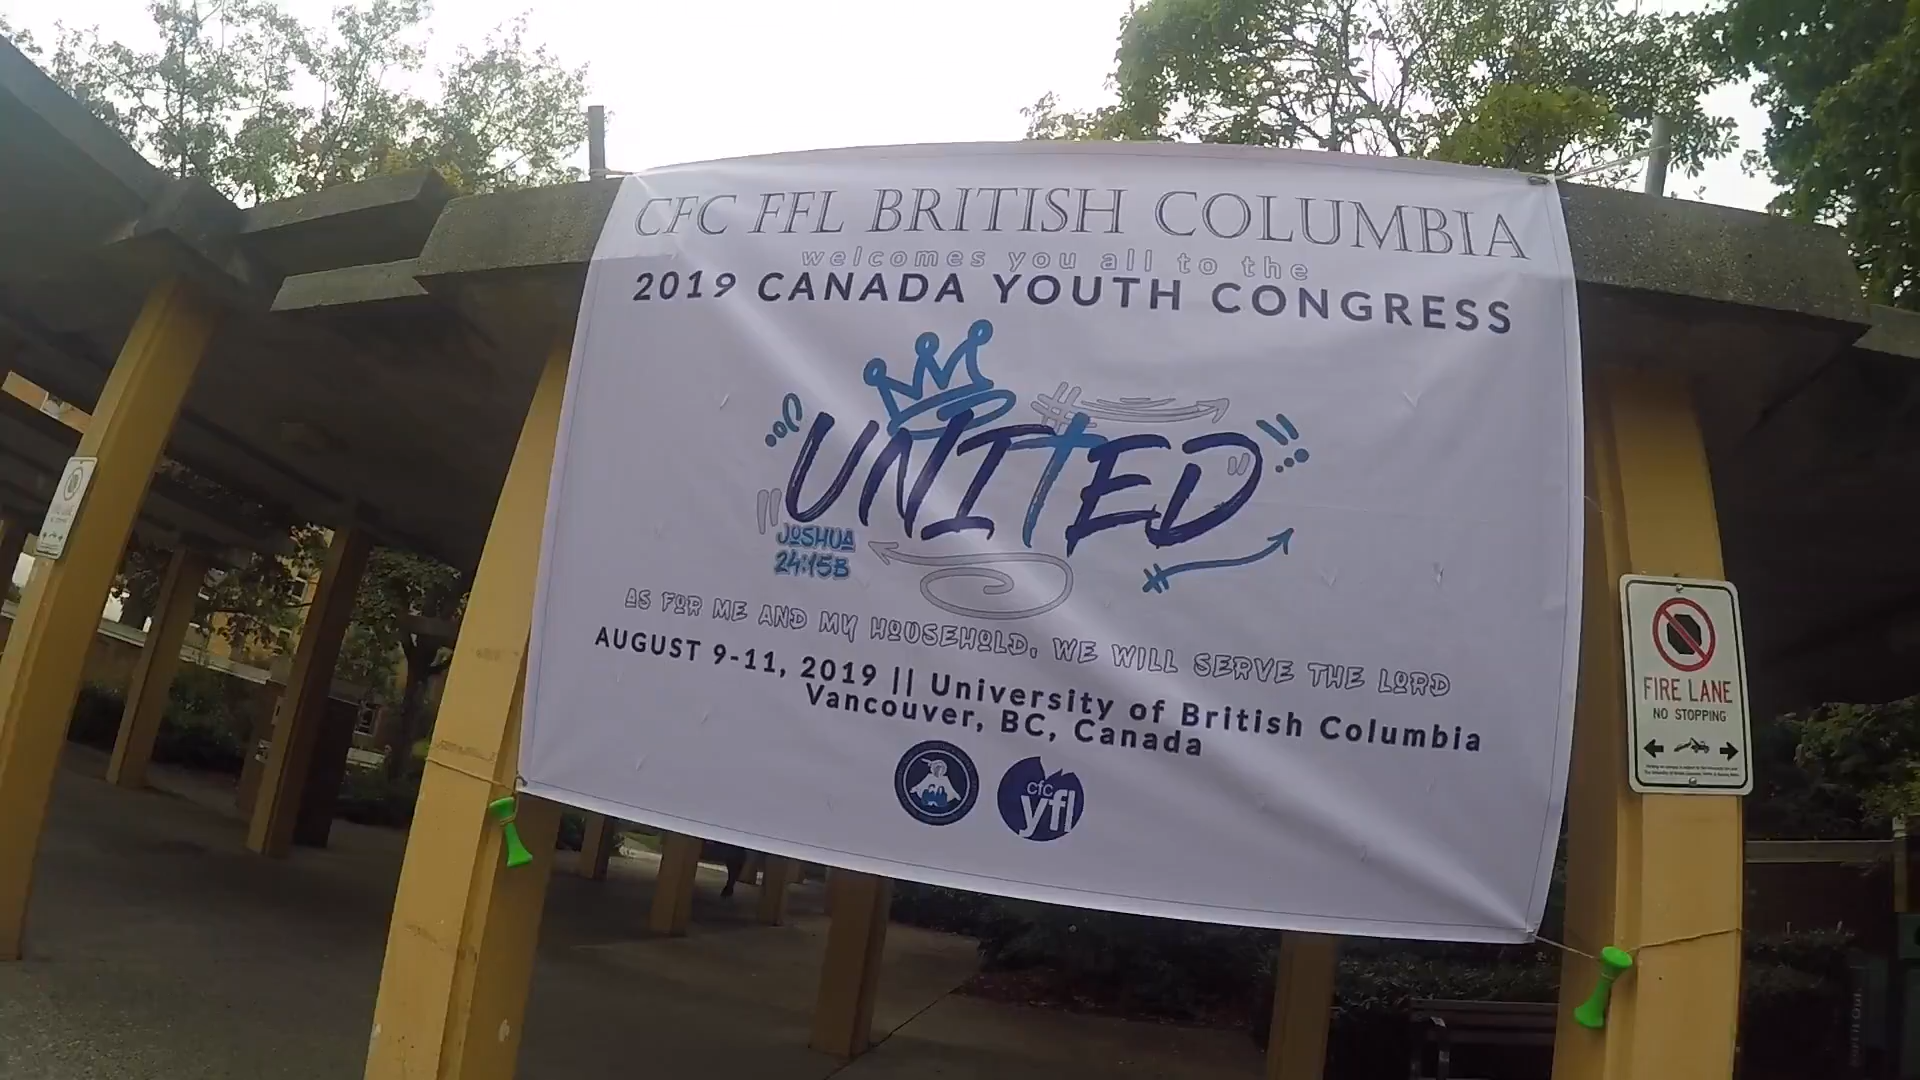 CFC FFL BRITISH COLUMBIA
welcomes you all to the
2019 CANADA YOUTH CONGRESS
UNITED
JOSHUA
24:15B
AS FOR ME AND MY HOUSEHOLD, WE WILL SERVE THE LORD
AUGUST 9-11, 2019 || University of British Columbia
Vancouver, BC, Canada
cfc
yfl
FIRE LANE
NO STOPPING